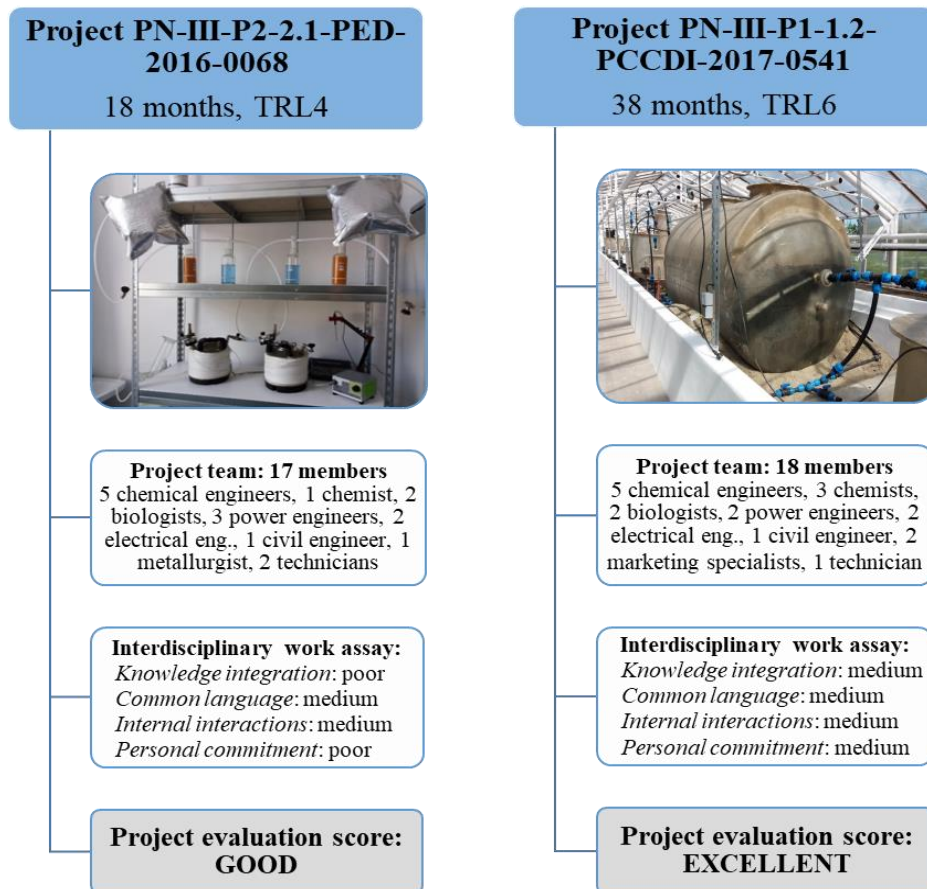 Project PN-III-P2-2.1-PED-
2016-0068
18 months, TRL4
Project team: 17 members
5 chemical engineers, 1 chemist, 2
biologists, 3 power engineers, 2
electrical eng., 1 civil engineer, 1
metallurgist, 2 technicians
Interdisciplinary work assay:
Knowledge integration: poor
Common language: medium
Internal interactions: medium
Personal commitment: poor
Project evaluation score:
GOOD
Project PN-III-P1-1.2-
PCCDI-2017-0541
38 months, TRL6
Project team: 18 members
5 chemical engineers, 3 chemists,
2 biologists, 2 power engineers, 2
electrical eng., 1 civil engineer, 2
marketing specialists, 1 technician
Interdisciplinary work assay:
Knowledge integration: medium
Common language: medium
Internal interactions: medium
Personal commitment: medium
Project evaluation score:
EXCELLENT